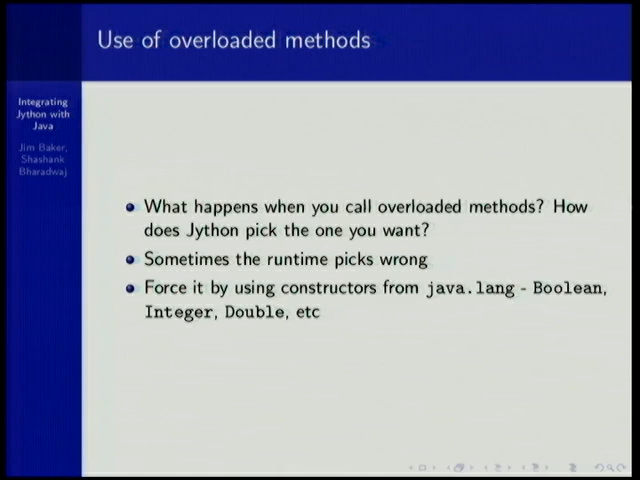 Use of overloaded methods
Integrating
Jython with
Java
Jim Baker,
Shashank
Bharadwaj
What happens when you call overloaded methods? How
does Jython pick the one you want?
Sometimes the runtime picks wrong
Force it by using constructors from java.lang - Boolean,
Integer, Double, etc